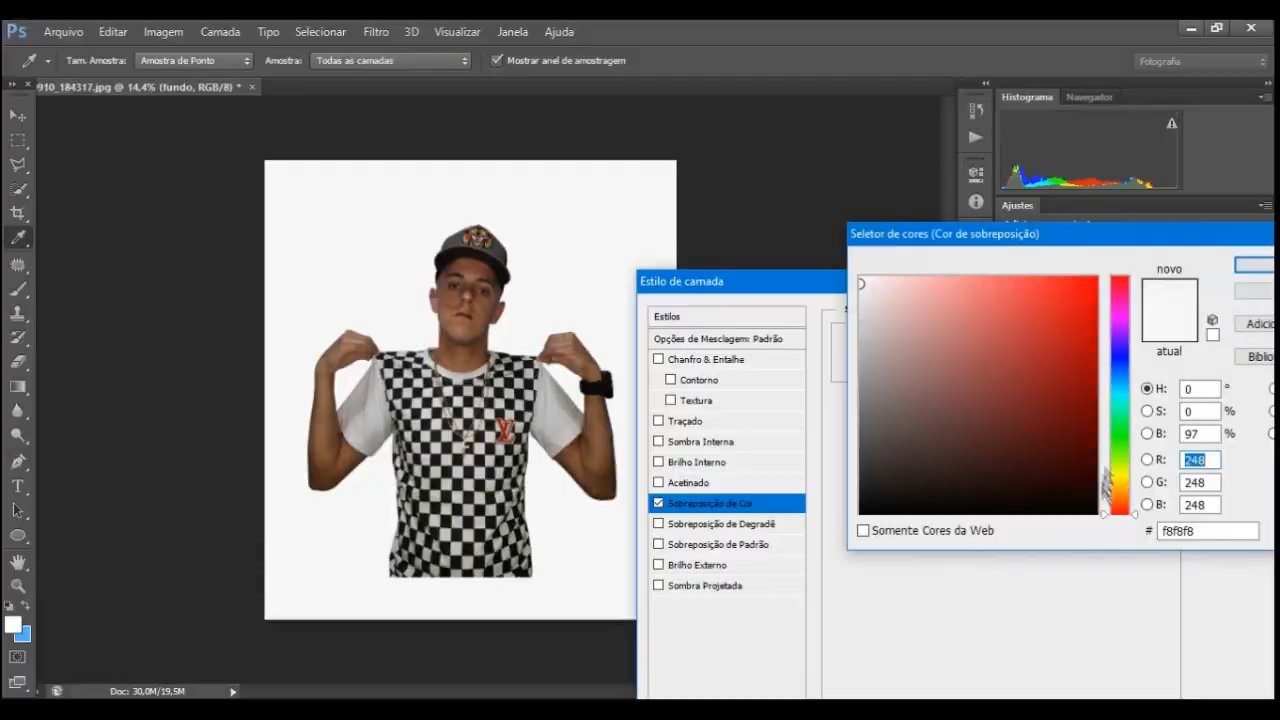 Ps Arquivo Editar Imagem Camada Tipo Selecionar Filtro 3D Visualizar Janela Ajuda
Tam. Amostra: Amostra de Ponto Amostra: Todas as camadas Mostrar anel de amostragem Fotografia
910_184317.jpg @ 14,4% (fundo, RGB/8) *
Histograma Navegador
Ajustes
Seletor de cores (Cor de sobreposição)
novo
atual
Adicio
Biblio
H: 0 °
S: 0 %
B: 97 %
R: 248
G: 248
B: 248
Somente Cores da Web
# f8f8f8
Estilo de camada
Estilos
Opções de Mesclagem: Padrão
Chanfro & Entalhe
Contorno
Textura
Traçado
Sombra Interna
Brilho Interno
Acetinado
Sobreposição de Cor
Sobreposição de Degradê
Sobreposição de Padrão
Brilho Externo
Sombra Projetada
Doc: 30,0M/19,5M